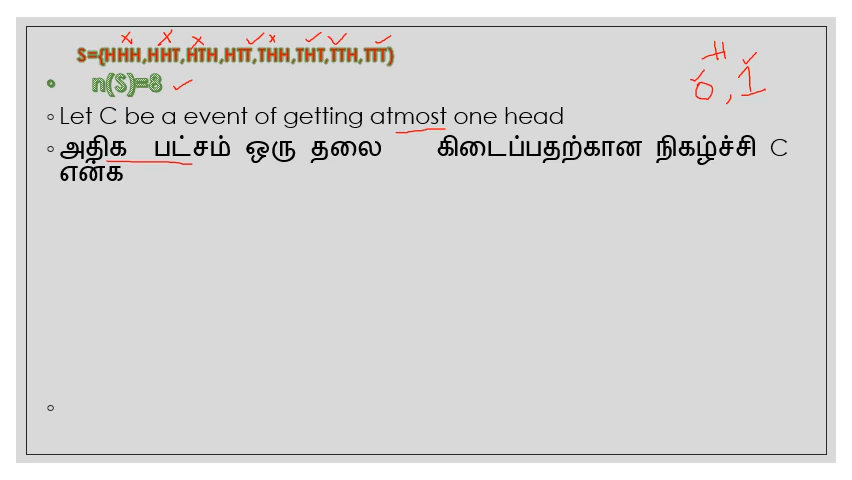 S={HHH,HHT,HTH,HTT,THH,THT,TTH,TTT}
n(S)=8
Let C be a event of getting atmost one head
அதிக பட்சம் ஒரு தலை கிடைப்பதற்கான நிகழ்ச்சி C
என்க
H
0, 1